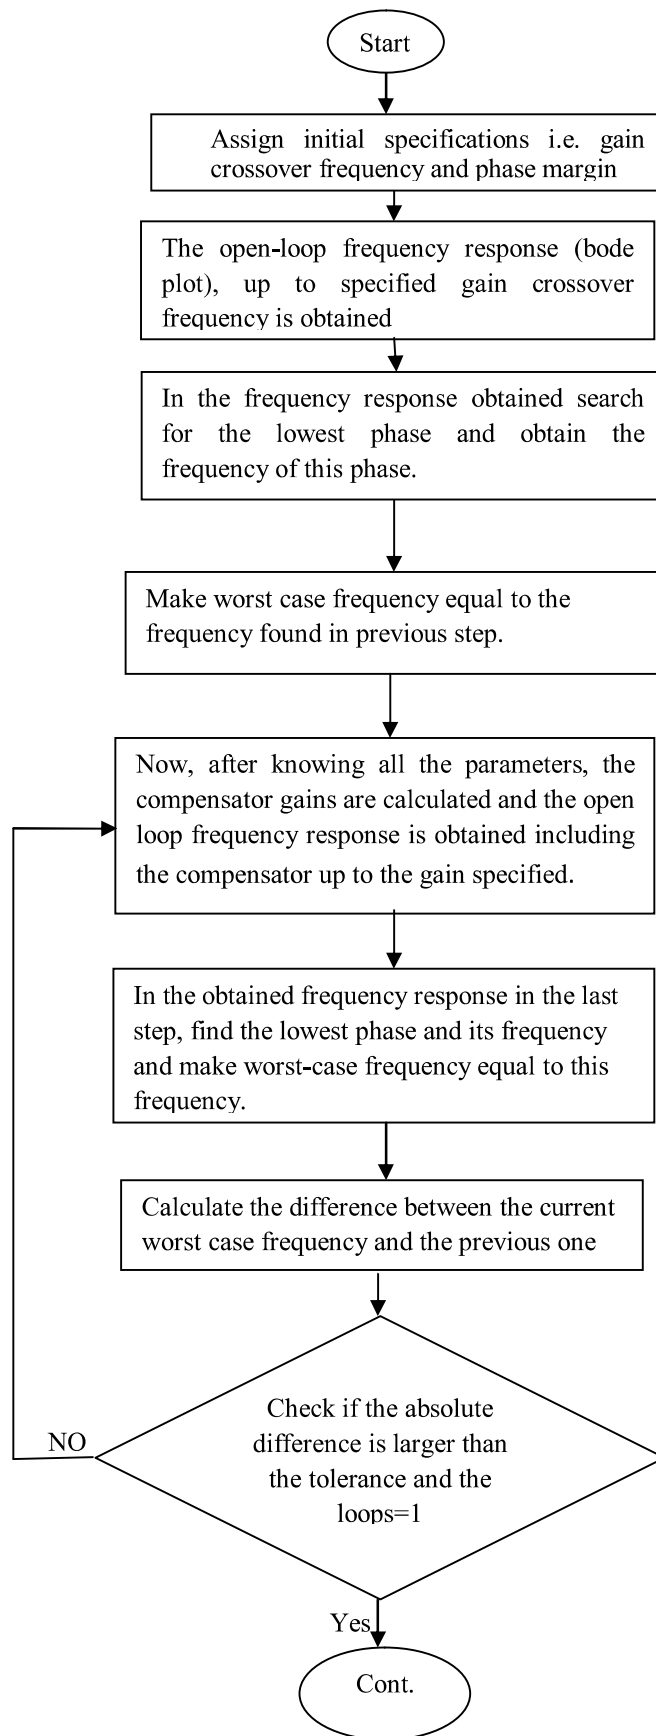 Start
Assign initial specifications i.e. gain
crossover frequency and phase margin
The open-loop frequency response (bode
plot), up to specified gain crossover
frequency is obtained
In the frequency response obtained search
for the lowest phase and obtain the
frequency of this phase.
Make worst case frequency equal to the
frequency found in previous step.
Now, after knowing all the parameters, the
compensator gains are calculated and the open
loop frequency response is obtained including
the compensator up to the gain specified.
In the obtained frequency response in the last
step, find the lowest phase and its frequency
and make worst-case frequency equal to this
frequency.
Calculate the difference between the current
worst case frequency and the previous one
Check if the absolute
difference is larger than
the tolerance and the
loops=1
NO
Yes
Cont.